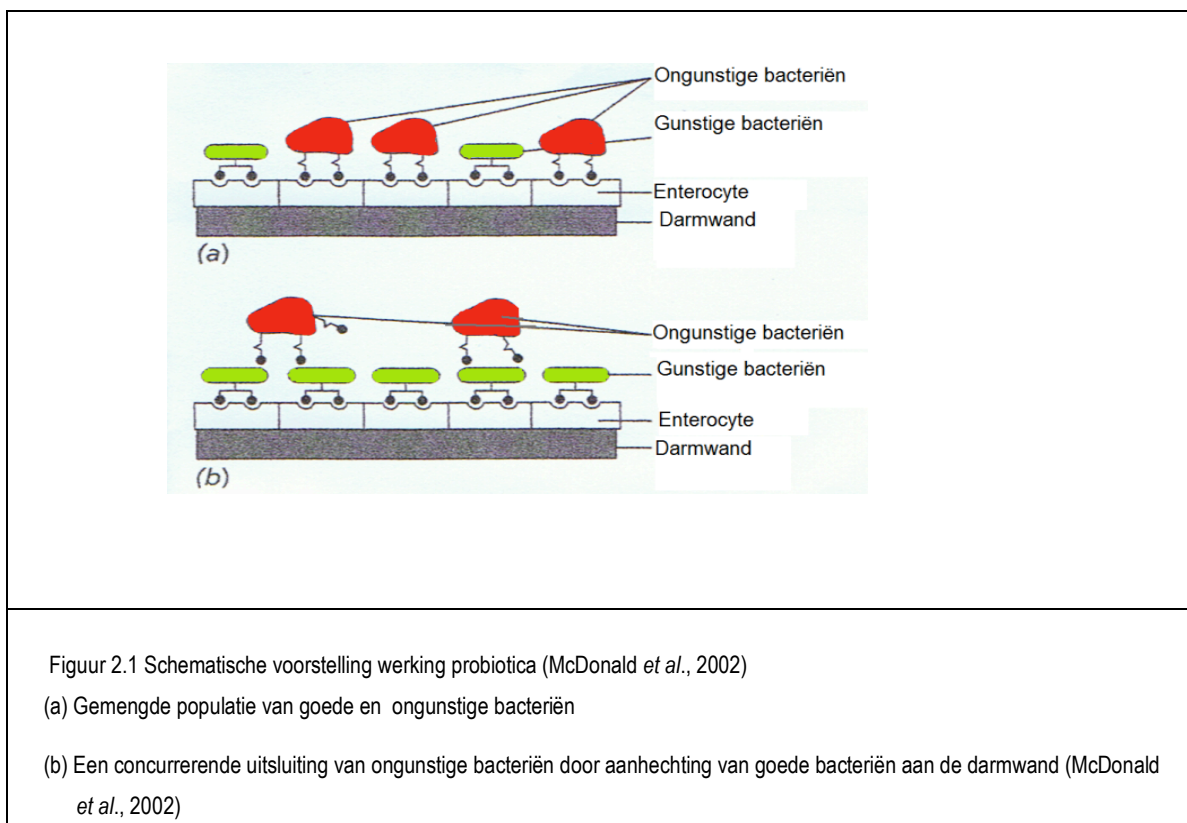 Ongunstige bacteriën
Gunstige bacteriën
Enterocyte
Darmwand
(a)
Ongunstige bacteriën
Gunstige bacteriën
Enterocyte
Darmwand
(b)
Figuur 2.1 Schematische voorstelling werking probiotica (McDonald et al., 2002)
(a) Gemengde populatie van goede en ongunstige bacteriën
(b) Een concurrerende uitsluiting van ongunstige bacteriën door aanhechting van goede bacteriën aan de darmwand (McDonald
et al., 2002)